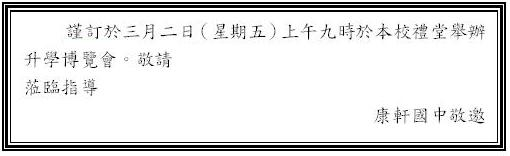 謹訂於三月二日（星期五）上午九時於本校禮堂舉辦
升學博覽會。敬請
蒞臨指導
康軒國中敬邀